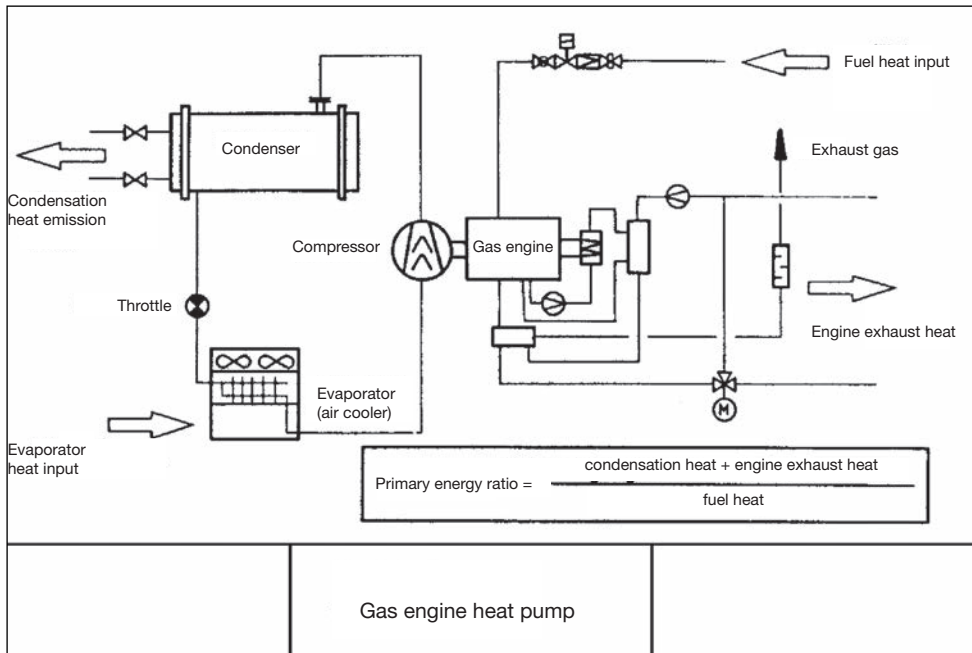 Fuel heat input
Condenser
Exhaust gas
Condensation
heat emission
Compressor
Gas engine
Throttle
Engine exhaust heat
Evaporator
(air cooler)
M
Evaporator
heat input
condensation heat + engine exhaust heat
Primary energy ratio =
fuel heat
Gas engine heat pump